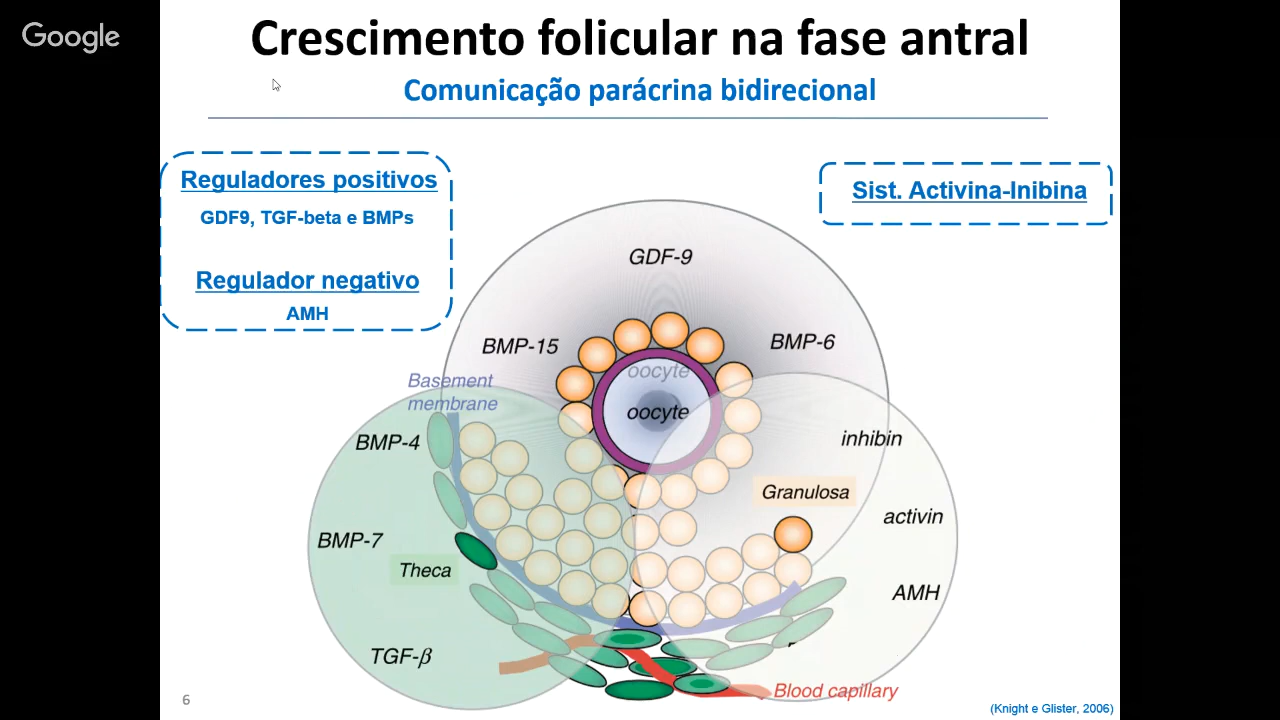 Google
Crescimento folicular na fase antral
Comunicação parácrina bidirecional
Reguladores positivos
GDF9, TGF-beta e BMPs
Regulador negativo
AMH
Sist. Activina-Inibina
GDF-9
BMP-15
BMP-6
Basement
membrane
oocyte
oocyte
BMP-4
inhibin
Granulosa
activin
BMP-7
Theca
AMH
TGF-β
Blood capillary
6
(Knight e Glister, 2006)